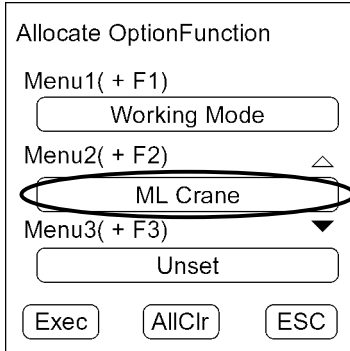 Allocate OptionFunction
Menu1( + F1)
Working Mode
Menu2( + F2)
ML Crane
Menu3( + F3)
Unset
Exec AllClr ESC